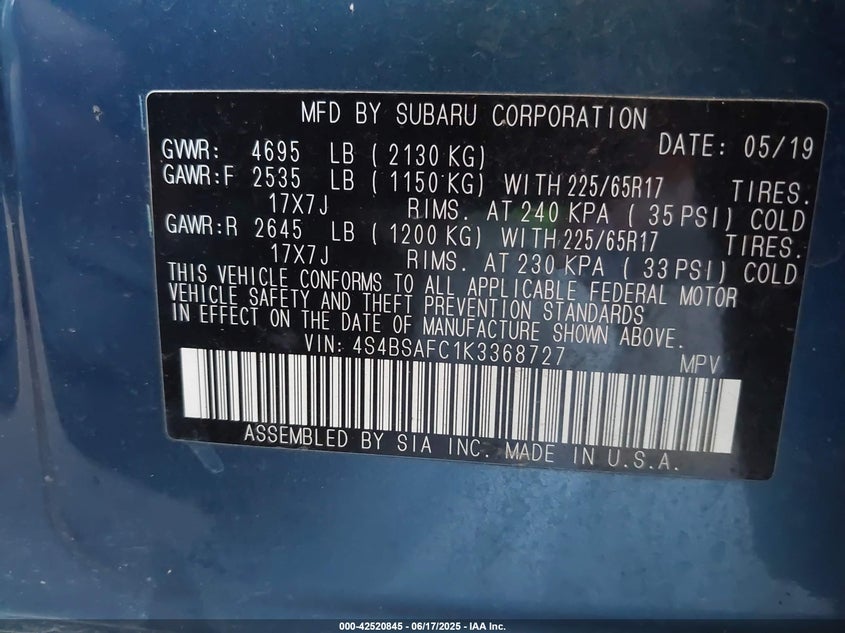 MFD BY SUBARU CORPORATION
DATE: 05/19
GVWR: 4695 LB ( 2130 KG)
GAWR:F 2535 LB ( 1150 KG) WITH 225/65R17 TIRES.
17X7J RIMS. AT 240 KPA ( 35 PSI) COLD
GAWR:R 2645 LB ( 1200 KG) WITH 225/65R17 TIRES.
17X7J RIMS. AT 230 KPA ( 33 PSI) COLD
THIS VEHICLE CONFORMS TO ALL APPLICABLE FEDERAL MOTOR
VEHICLE SAFETY AND THEFT PREVENTION STANDARDS
IN EFFECT ON THE DATE OF MANUFACTURE SHOWN ABOVE.
VIN: 4S4BSAFC1K3368727 MPV
ASSEMBLED BY SIA INC. MADE IN U.S.A.
000-42520845 - 06/17/2025 - IAA Inc.